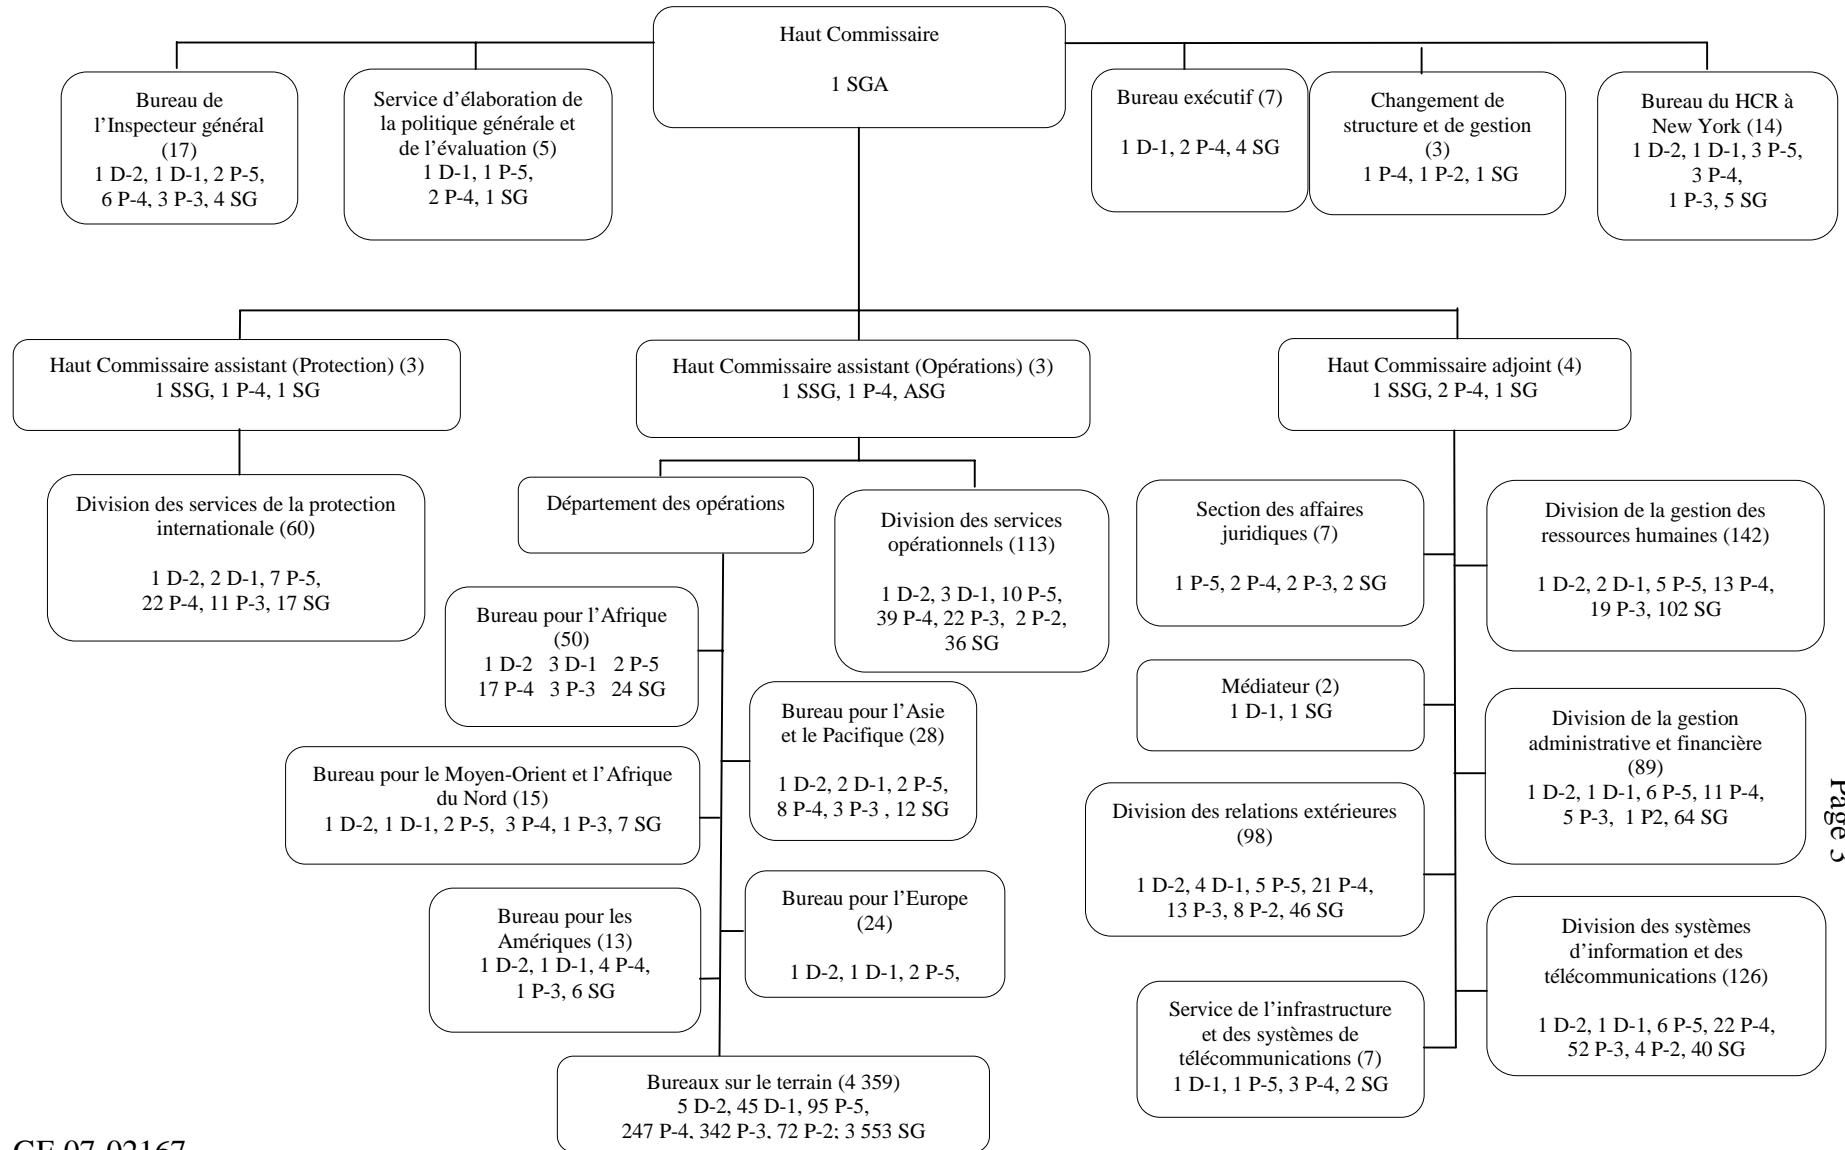 Haut Commissaire
1 SGA
Bureau de
l'Inspecteur général
(17)
1 D-2, 1 D-1, 2 P-5,
6 P-4, 3 P-3, 4 SG
Service d'élaboration de
la politique générale et
de l'évaluation (5)
1 D-1, 1 P-5,
2 P-4, 1 SG
Bureau exécutif (7)
1 D-1, 2 P-4, 4 SG
Changement de
structure et de gestion
(3)
1 P-4, 1 P-2, 1 SG
Bureau du HCR à
New York (14)
1 D-2, 1 D-1, 3 P-5,
3 P-4,
1 P-3, 5 SG
Haut Commissaire assistant (Protection) (3)
1 SSG, 1 P-4, 1 SG
Haut Commissaire assistant (Opérations) (3)
1 SSG, 1 P-4, ASG
Haut Commissaire adjoint (4)
1 SSG, 2 P-4, 1 SG
Division des services de la protection
internationale (60)
1 D-2, 2 D-1, 7 P-5,
22 P-4, 11 P-3, 17 SG
Département des opérations
Division des services
opérationnels (113)
1 D-2, 3 D-1, 10 P-5,
39 P-4, 22 P-3, 2 P-2,
36 SG
Bureau pour l'Afrique
(50)
1 D-2 3 D-1 2 P-5
17 P-4 3 P-3 24 SG
Bureau pour l'Asie
et le Pacifique (28)
1 D-2, 2 D-1, 2 P-5,
8 P-4, 3 P-3 , 12 SG
Bureau pour le Moyen-Orient et l'Afrique
du Nord (15)
1 D-2, 1 D-1, 2 P-5, 3 P-4, 1 P-3, 7 SG
Bureau pour l'Europe
(24)
1 D-2, 1 D-1, 2 P-5,
Bureau pour les
Amériques (13)
1 D-2, 1 D-1, 4 P-4,
1 P-3, 6 SG
Bureaux sur le terrain (4 359)
5 D-2, 45 D-1, 95 P-5,
247 P-4, 342 P-3, 72 P-2; 3 553 SG
Section des affaires
juridiques (7)
1 P-5, 2 P-4, 2 P-3, 2 SG
Division de la gestion des
ressources humaines (142)
1 D-2, 2 D-1, 5 P-5, 13 P-4,
19 P-3, 102 SG
Médiateur (2)
1 D-1, 1 SG
Division de la gestion
administrative et financière
(89)
1 D-2, 1 D-1, 6 P-5, 11 P-4,
5 P-3, 1 P2, 64 SG
Division des relations extérieures
(98)
1 D-2, 4 D-1, 5 P-5, 21 P-4,
13 P-3, 8 P-2, 46 SG
Division des systèmes
d'information et des
télécommunications (126)
1 D-2, 1 D-1, 6 P-5, 22 P-4,
52 P-3, 4 P-2, 40 SG
Service de l'infrastructure
et des systèmes de
télécommunications (7)
1 D-1, 1 P-5, 3 P-4, 2 SG
Page 3
GE.07-02167